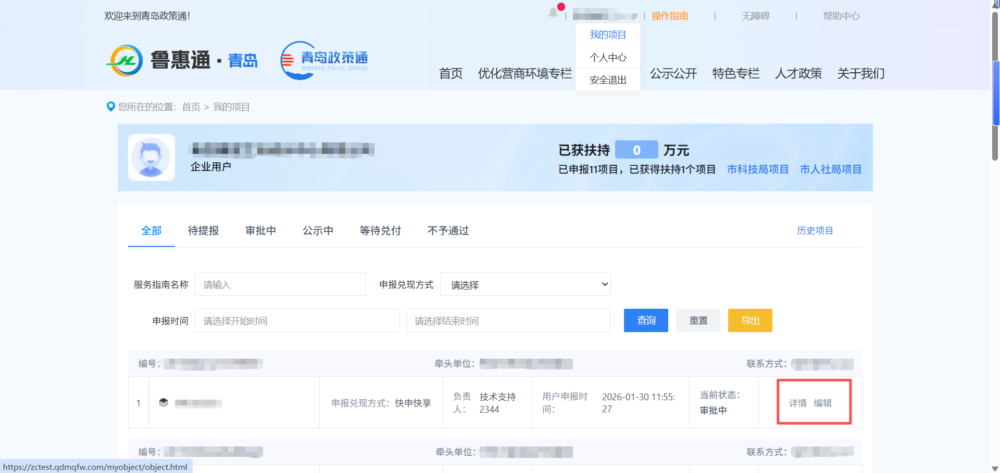 欢迎来到青岛政策通!
操作指南
无障碍
帮助中心
我的项目
个人中心
安全退出
鲁惠通·青岛
青岛政策通
QINGDAO POLICY SERVICE
首页
优化营商环境专栏
公示公开
特色专栏
人才政策
关于我们
您所在的位置: 首页 > 我的项目
企业用户
已获扶持 0 万元
已申报11项目，已获得扶持1个项目 市科技局项目 市人社局项目
全部 待提报 审批中 公示中 等待兑付 不予通过 历史项目
服务指南名称 请输入 申报兑现方式 请选择
申报时间 请选择开始时间 请选择结束时间 查询 重置 导出
编号: 牵头单位: 联系方式:
1
申报兑现方式: 快申快享
负责人:
技术支持2344
用户申报时间:
2026-01-30 11:55:27
当前状态:
审批中
详情 编辑
编号: 牵头单位: 联系方式:
https://zctest.qdmqfw.com/myobject/object.html